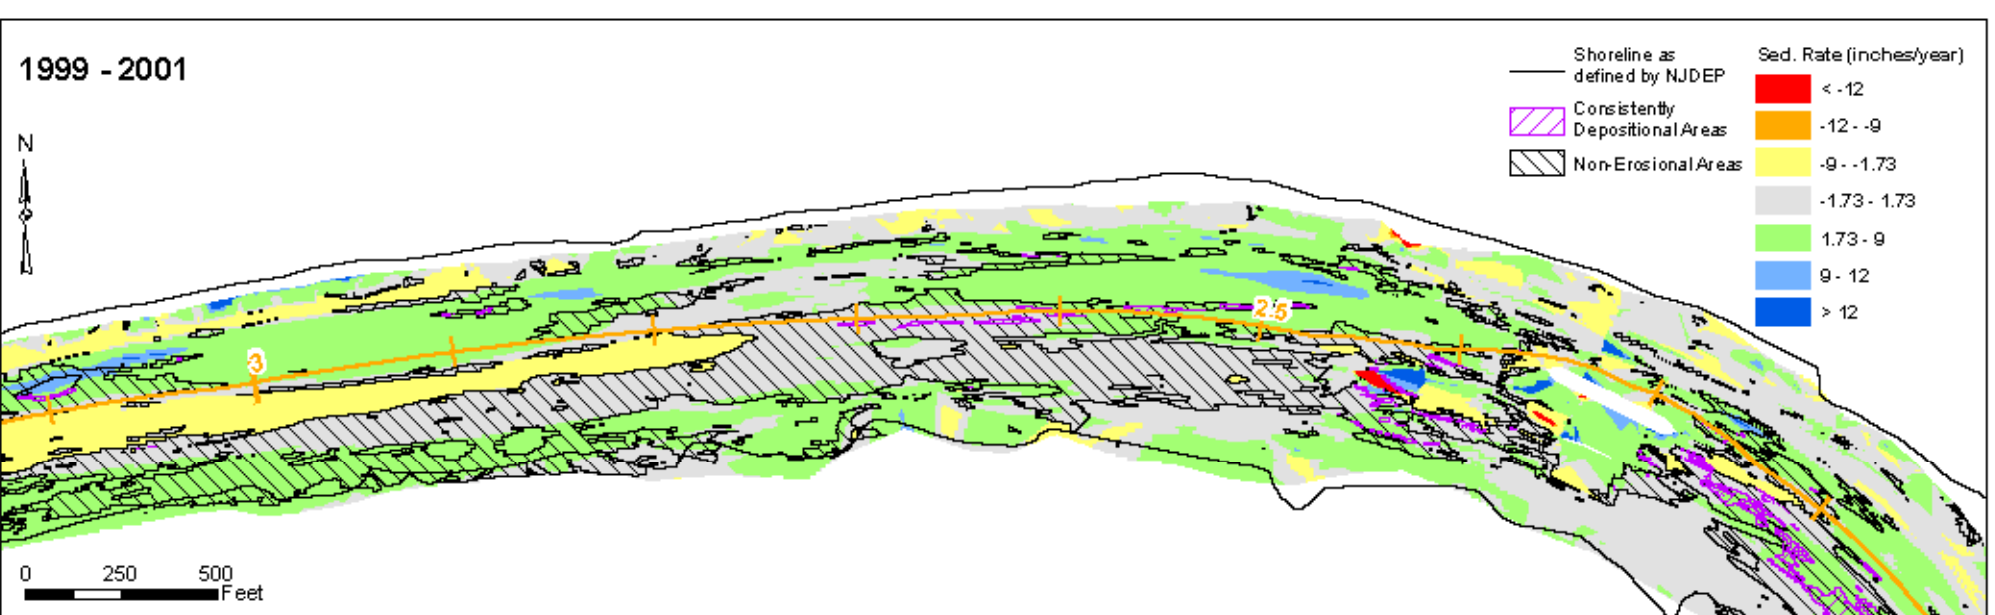 1999 - 2001
N
Shoreline as
defined by NJDEP
Consistently
Depositional Areas
Non-Erosional Areas
Sed. Rate (inches/year)
< -12
-12 - -9
-9 - -1.73
-1.73 - 1.73
1.73 - 9
9 - 12
> 12
2.5
3
0 250 500
Feet